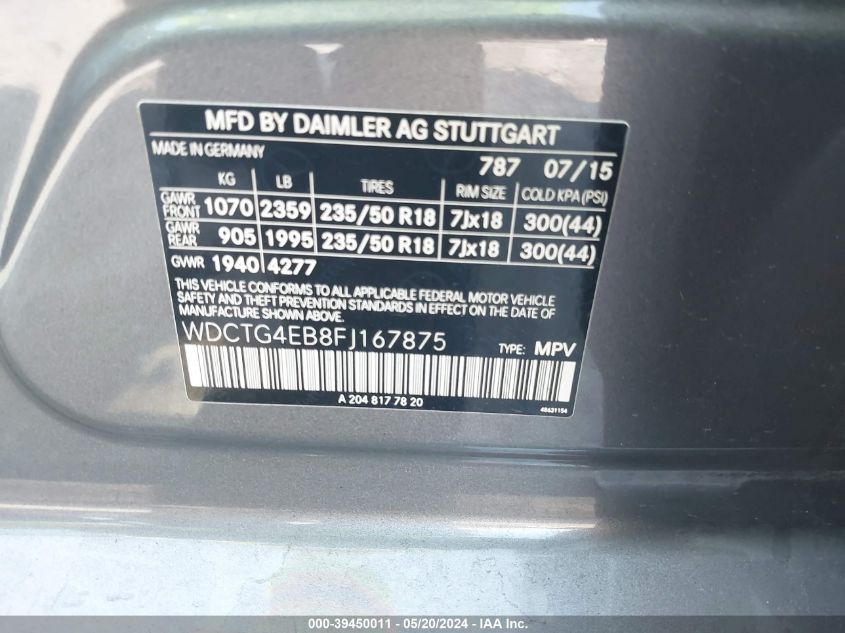 MFD BY DAIMLER AG STUTTGART
MADE IN GERMANY 787 07/15
KG LB TIRES RIM SIZE COLD KPA (PSI)
GAWR FRONT 1070 2359 235/50 R18 7Jx18 300(44)
GAWR REAR 905 1995 235/50 R18 7Jx18 300(44)
GVWR 1940 4277
THIS VEHICLE CONFORMS TO ALL APPLICABLE FEDERAL MOTOR VEHICLE
SAFETY AND THEFT PREVENTION STANDARDS IN EFFECT ON THE DATE OF
MANUFACTURE SHOWN ABOVE.
WDCTG4EB8FJ167875 TYPE: MPV
A 204 817 78 20 48631154
000-39450011 - 05/20/2024 - IAA Inc.